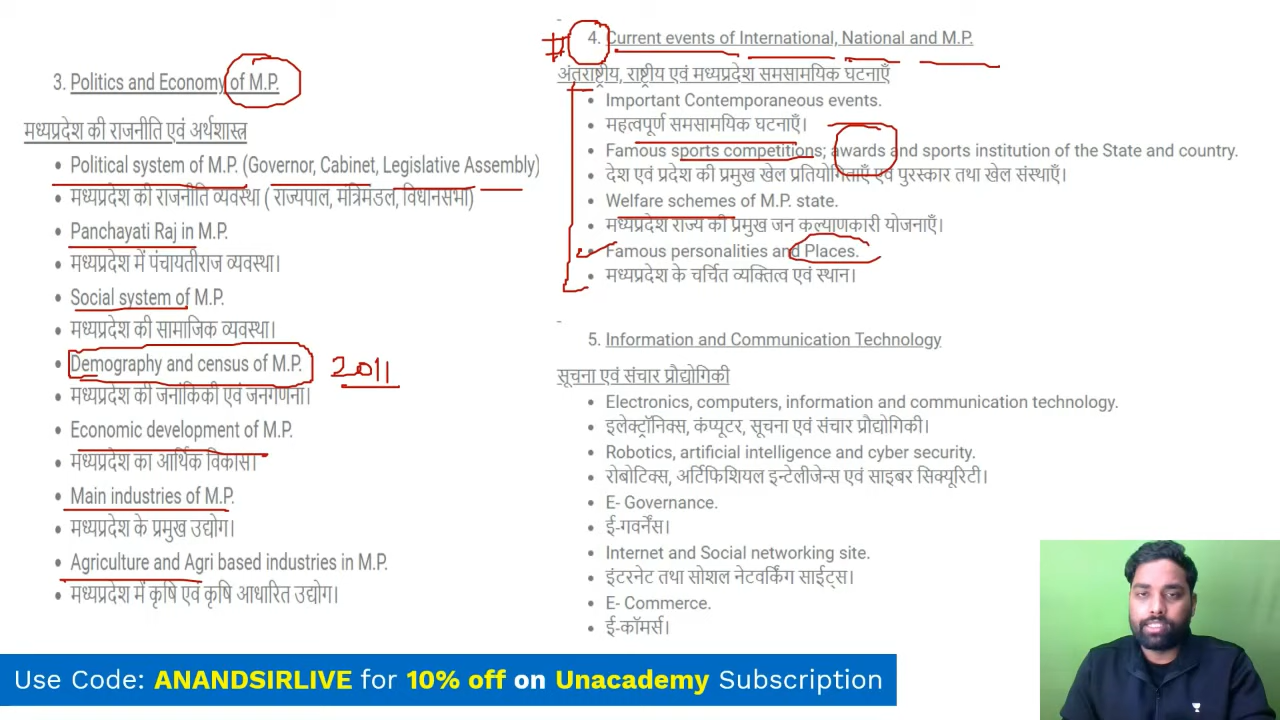 3. Politics and Economy of M.P.
मध्यप्रदेश की राजनीति एवं अर्थशास्त्र
• Political system of M.P. (Governor, Cabinet, Legislative Assembly)
• मध्यप्रदेश की राजनीति व्यवस्था ( राज्यपाल, मंत्रिमडल, विधानसभा)
• Panchayati Raj in M.P.
• मध्यप्रदेश में पंचायतीराज व्यवस्था।
• Social system of M.P.
• मध्यप्रदेश की सामाजिक व्यवस्था।
• Demography and census of M.P. 2011
• मध्यप्रदेश की जनांकिकी एवं जनगणना।
• Economic development of M.P.
• मध्यप्रदेश का आर्थिक विकास।
• Main industries of M.P.
• मध्यप्रदेश के प्रमुख उद्योग।
• Agriculture and Agri based industries in M.P.
• मध्यप्रदेश में कृषि एवं कृषि आधारित उद्योग।
# 4. Current events of International, National and M.P.
अंतराष्ट्रीय, राष्ट्रीय एवं मध्यप्रदेश समसामयिक घटनाएँ
• Important Contemporaneous events.
• महत्वपूर्ण समसामयिक घटनाएँ।
• Famous sports competitions; awards and sports institution of the State and country.
• देश एवं प्रदेश की प्रमुख खेल प्रतियोगिताएँ एवं पुरस्कार तथा खेल संस्थाएँ।
• Welfare schemes of M.P. state.
• मध्यप्रदेश राज्य की प्रमुख जन कल्याणकारी योजनाएँ।
• Famous personalities and Places.
• मध्यप्रदेश के चर्चित व्यक्तित्व एवं स्थान।
5. Information and Communication Technology
सूचना एवं संचार प्रौद्योगिकी
• Electronics, computers, information and communication technology.
• इलेक्ट्रॉनिक्स, कंप्यूटर, सूचना एवं संचार प्रौद्योगिकी।
• Robotics, artificial intelligence and cyber security.
• रोबोटिक्स, अर्टिफिशियल इन्टेलीजेन्स एवं साइबर सिक्यूरिटी।
• E- Governance.
• ई-गवर्नेंस।
• Internet and Social networking site.
• इंटरनेट तथा सोशल नेटवर्किंग साईट्स।
• E- Commerce.
• ई-कॉमर्स।
Use Code: ANANDSIRLIVE for 10% off on Unacademy Subscription